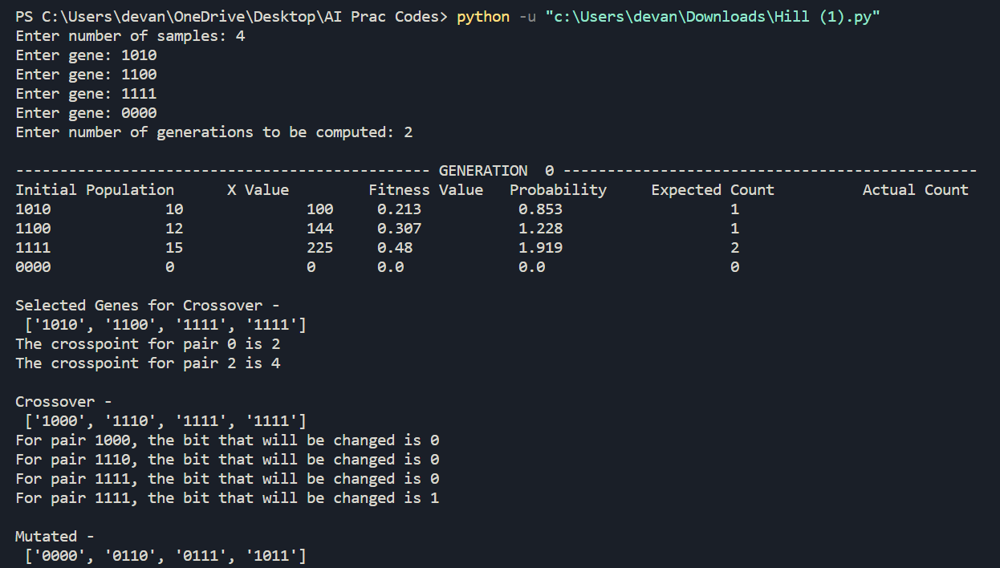 PS C:\Users\devan\OneDrive\Desktop\AI Prac Codes> python -u "c:\Users\devan\Downloads\Hill (1).py"
Enter number of samples: 4
Enter gene: 1010
Enter gene: 1100
Enter gene: 1111
Enter gene: 0000
Enter number of generations to be computed: 2
----------------------------------------------- GENERATION  0 -----------------------------------------------
Initial Population      X Value         Fitness Value   Probability     Expected Count          Actual Count
1010             10              100     0.213           0.853                   1
1100             12              144     0.307           1.228                   1
1111             15              225     0.48            1.919                   2
0000             0               0       0.0             0.0                     0
Selected Genes for Crossover -
 ['1010', '1100', '1111', '1111']
The crosspoint for pair 0 is 2
The crosspoint for pair 2 is 4
Crossover -
 ['1000', '1110', '1111', '1111']
For pair 1000, the bit that will be changed is 0
For pair 1110, the bit that will be changed is 0
For pair 1111, the bit that will be changed is 0
For pair 1111, the bit that will be changed is 1
Mutated -
 ['0000', '0110', '0111', '1011']